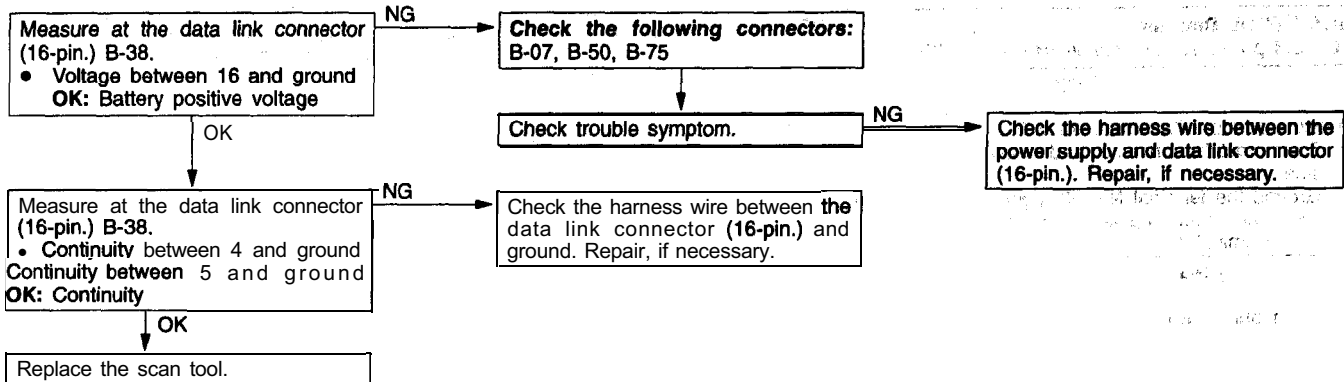 Measure at the data link connector
(16-pin.) B-38.
• Voltage between 16 and ground
OK: Battery positive voltage
NG
Check the following connectors:
B-07, B-50, B-75
OK
Check trouble symptom.
NG
Check the harness wire between the
power supply and data link connector
(16-pin.). Repair, if necessary.
Measure at the data link connector
(16-pin.) B-38.
• Continuity between 4 and ground
Continuity between 5 and ground
OK: Continuity
NG
Check the harness wire between the
data link connector (16-pin.) and
ground. Repair, if necessary.
OK
Replace the scan tool.